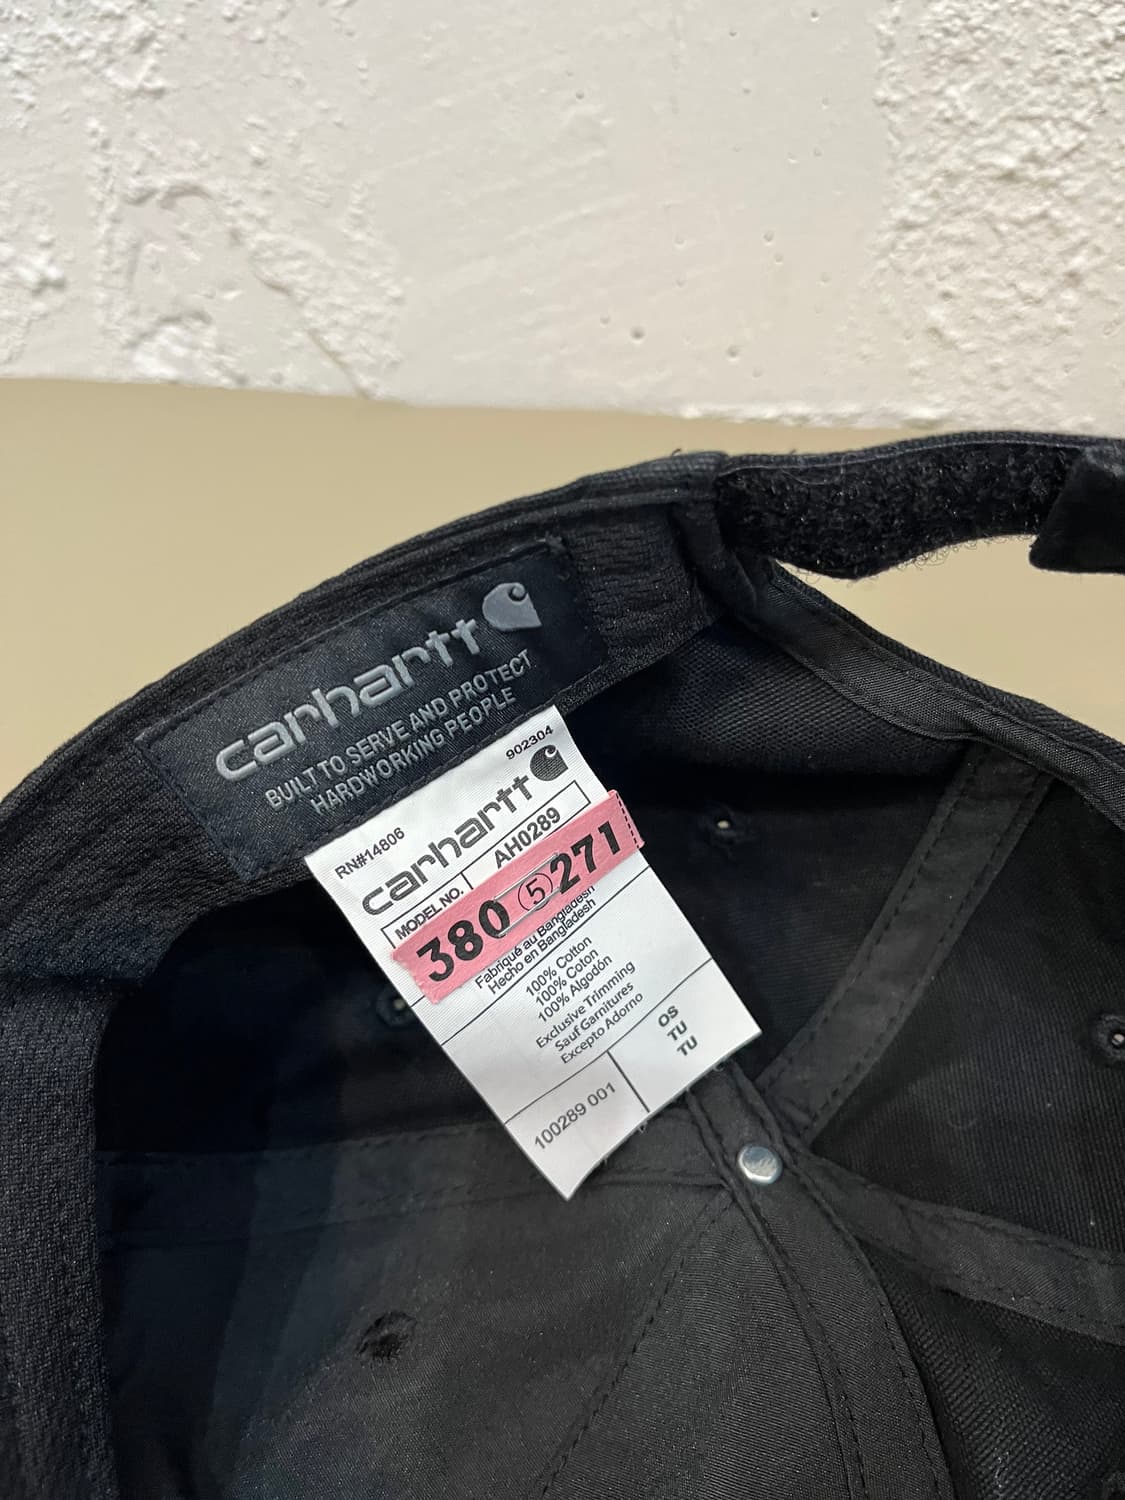 carhartt
BUILT TO SERVE AND PROTECT
HARDWORKING PEOPLE
RN#14806
902304
carhartt
MODEL NO.
AH0289
380 5 271
Fabriqué au Bangladesh
Hecho en Bangladesh
100% Cotton
100% Coton
100% Algodón
Exclusive Trimming
Sauf Garnitures
Excepto Adorno
OS
TU
TU
100289 001